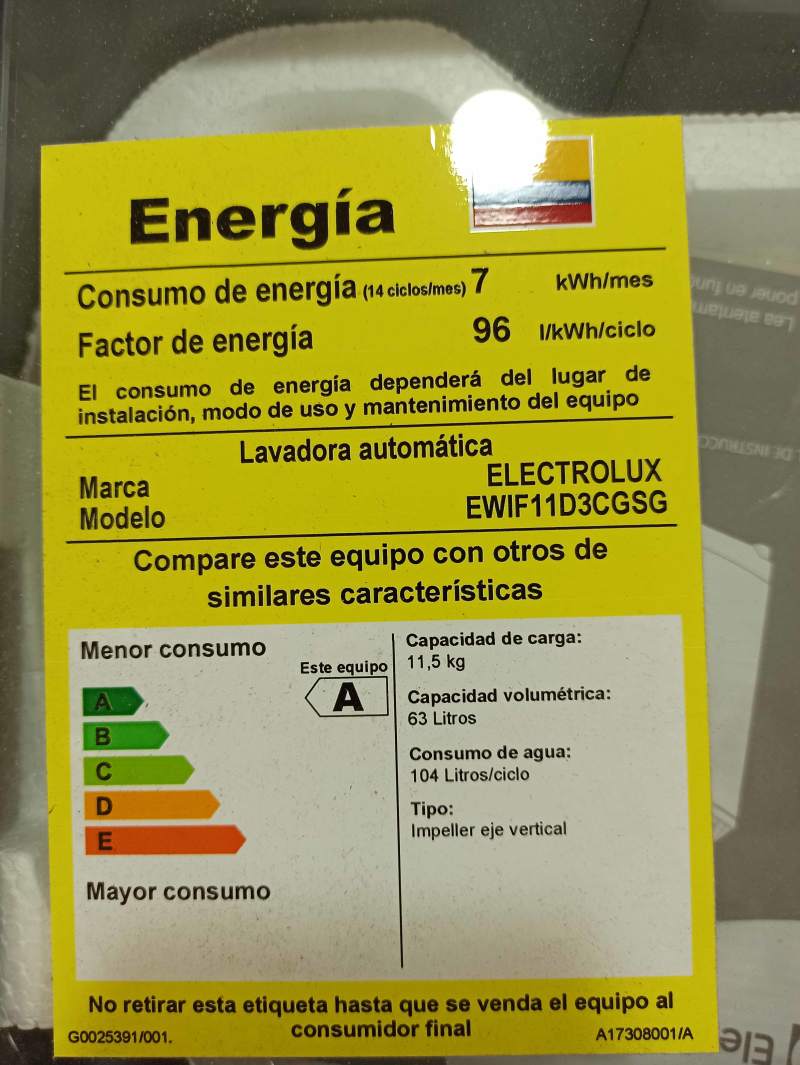 Energía
Consumo de energía (14 ciclos/mes) 7 kWh/mes
Factor de energía 96 l/kWh/ciclo
El consumo de energía dependerá del lugar de
instalación, modo de uso y mantenimiento del equipo
Lavadora automática
Marca ELECTROLUX
Modelo EWIF11D3CGSG
Compare este equipo con otros de
similares características
Menor consumo
Este equipo
A
A
B
C
D
E
Mayor consumo
Capacidad de carga:
11,5 kg
Capacidad volumétrica:
63 Litros
Consumo de agua:
104 Litros/ciclo
Tipo:
Impeller eje vertical
No retirar esta etiqueta hasta que se venda el equipo al
consumidor final
G0025391/001.
A17308001/A